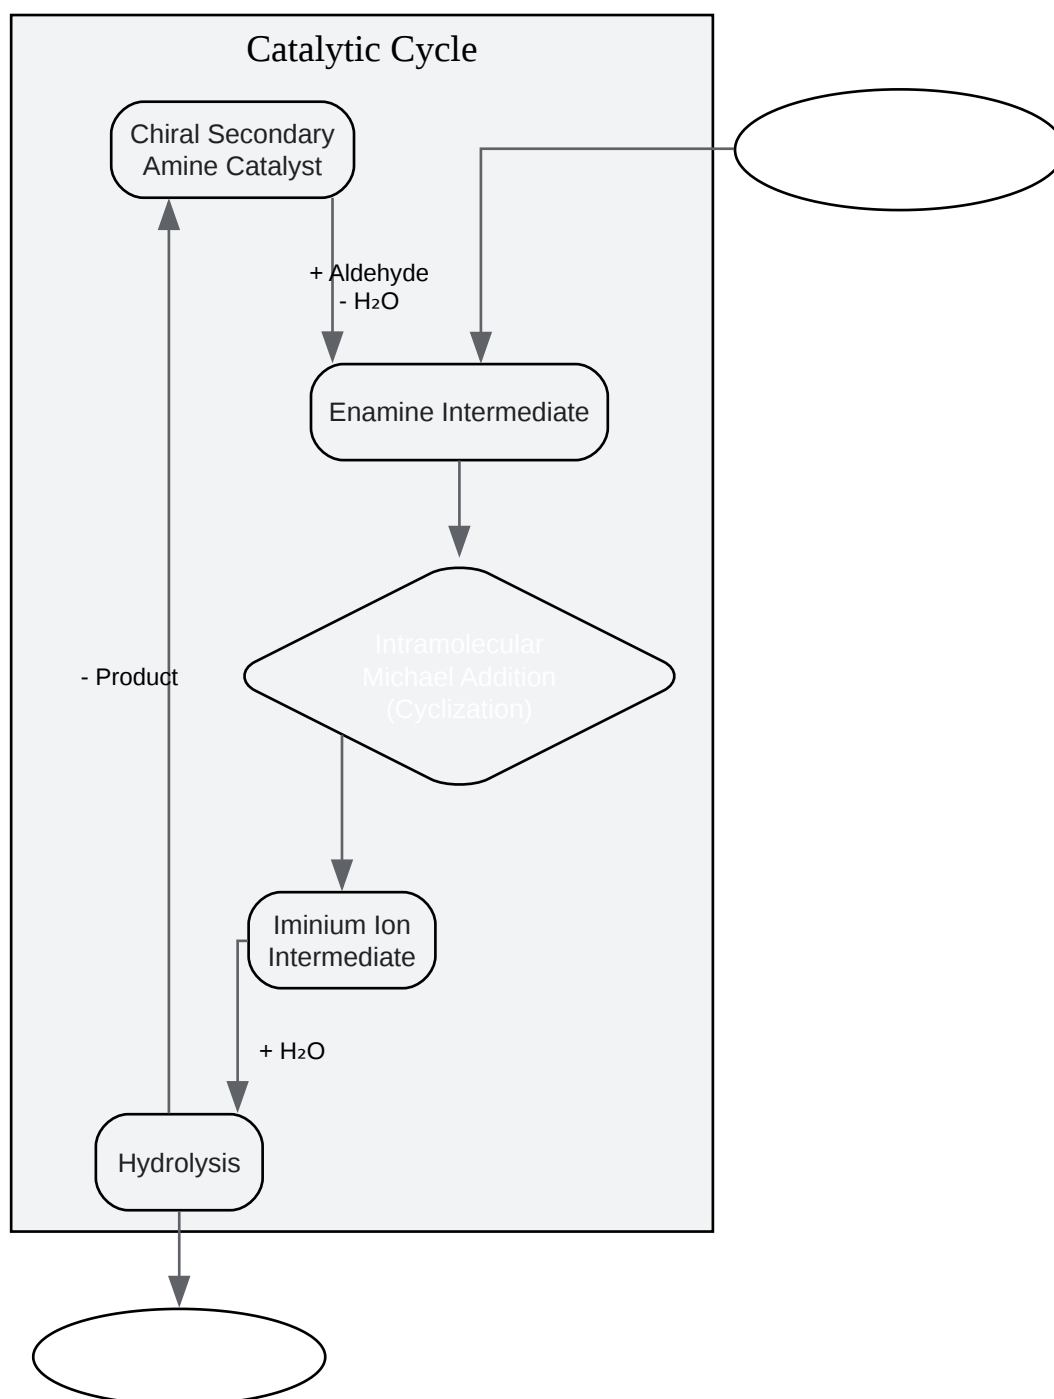 Catalytic Cycle
Chiral Secondary
Amine Catalyst
+ Aldehyde
- H₂O
Enamine Intermediate
Intramolecular
Michael Addition
(Cyclization)
- Product
Iminium Ion
Intermediate
+ H₂O
Hydrolysis